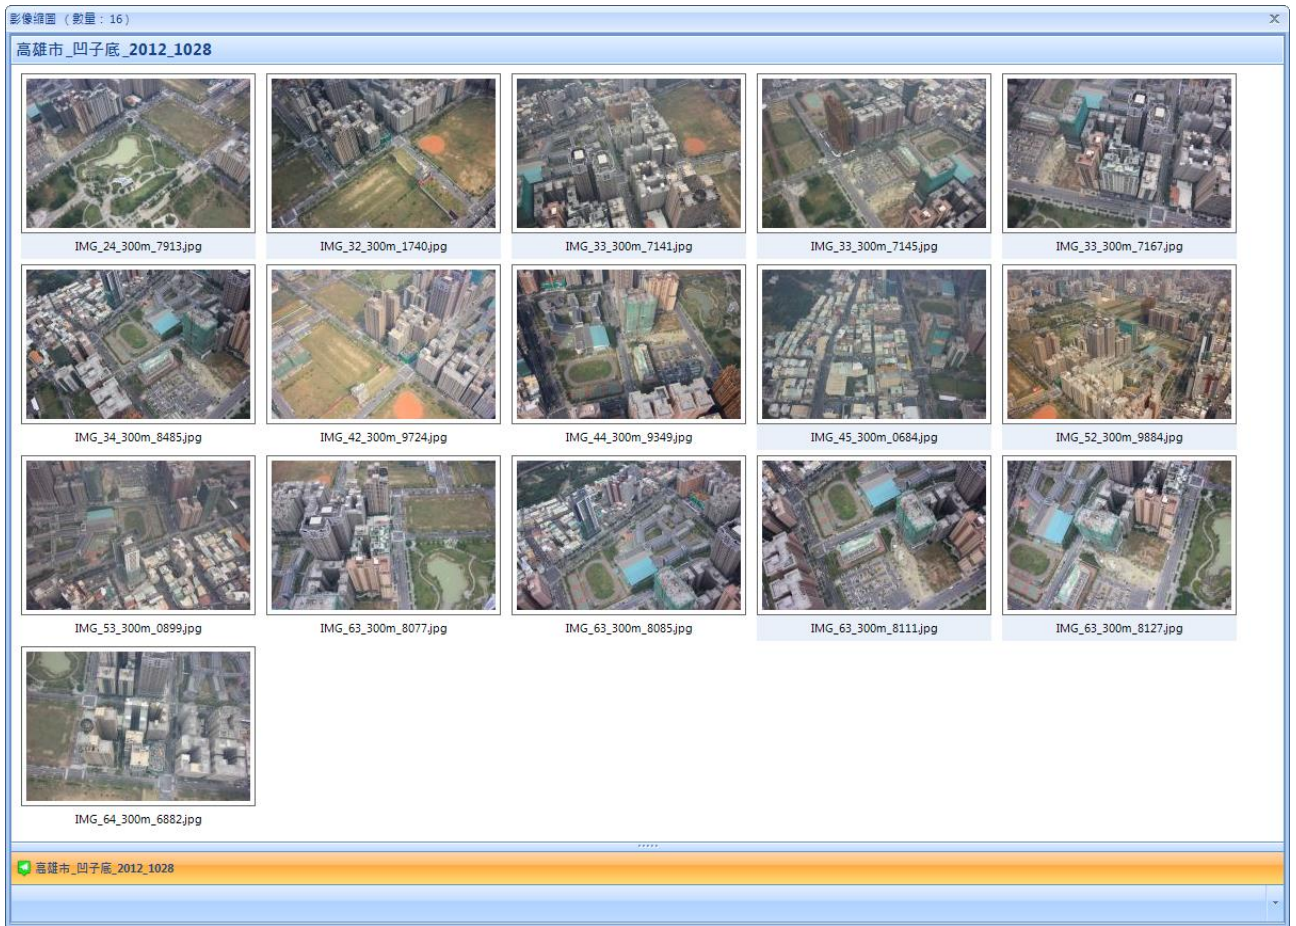 影像縮圖 (數量: 16)
高雄市_凹子底_2012_1028
IMG_24_300m_7913.jpg
IMG_32_300m_1740.jpg
IMG_33_300m_7141.jpg
IMG_33_300m_7145.jpg
IMG_33_300m_7167.jpg
IMG_34_300m_8485.jpg
IMG_42_300m_9724.jpg
IMG_44_300m_9349.jpg
IMG_45_300m_0684.jpg
IMG_52_300m_9884.jpg
IMG_53_300m_0899.jpg
IMG_63_300m_8077.jpg
IMG_63_300m_8085.jpg
IMG_63_300m_8111.jpg
IMG_63_300m_8127.jpg
IMG_64_300m_6882.jpg
高雄市_凹子底_2012_1028